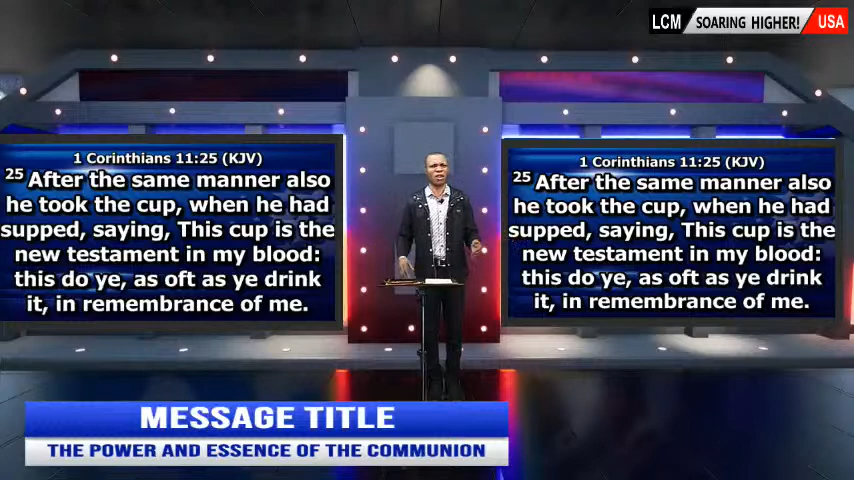 LCM SOARING HIGHER! USA
1 Corinthians 11:25 (KJV)
25 After the same manner also
he took the cup, when he had
supped, saying, This cup is the
new testament in my blood:
this do ye, as oft as ye drink
it, in remembrance of me.
1 Corinthians 11:25 (KJV)
25 After the same manner also
he took the cup, when he had
supped, saying, This cup is the
new testament in my blood:
this do ye, as oft as ye drink
it, in remembrance of me.
MESSAGE TITLE
THE POWER AND ESSENCE OF THE COMMUNION